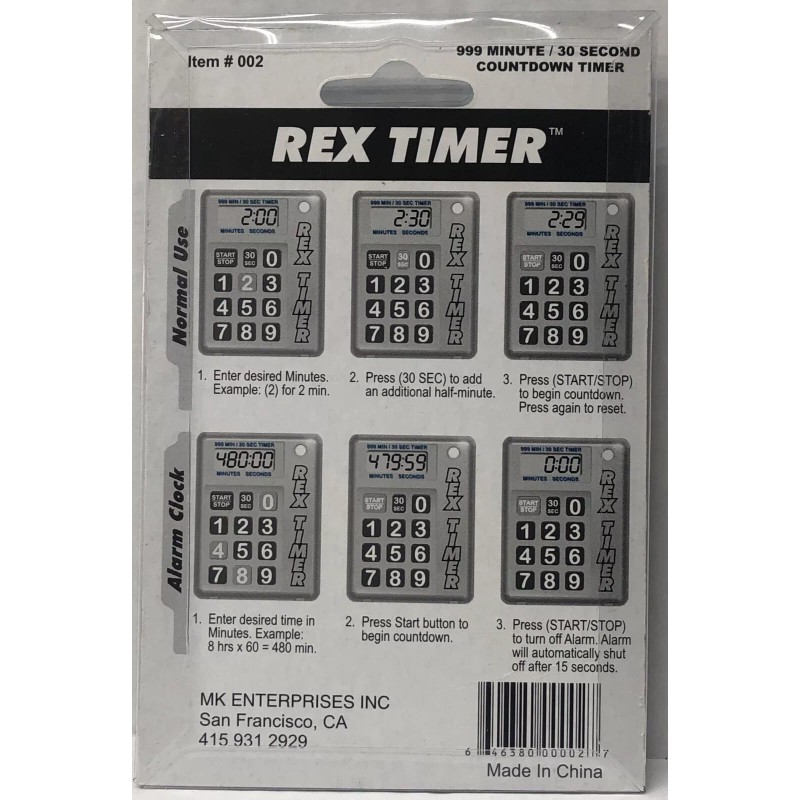 Item # 002
999 MINUTE / 30 SECOND
COUNTDOWN TIMER
REX TIMER™
Normal Use
999 MIN / 30 SEC TIMER
2:00
MINUTES SECONDS
START STOP 30 SEC 0
1 2 3
4 5 6
7 8 9
REX TIMER
999 MIN / 30 SEC TIMER
2:30
MINUTES SECONDS
START STOP 30 SEC 0
1 2 3
4 5 6
7 8 9
REX TIMER
999 MIN / 30 SEC TIMER
2:29
MINUTES SECONDS
START STOP 30 SEC 0
1 2 3
4 5 6
7 8 9
REX TIMER
1. Enter desired Minutes.
Example: (2) for 2 min.
2. Press (30 SEC) to add
an additional half-minute.
3. Press (START/STOP)
to begin countdown.
Press again to reset.
Alarm Clock
999 MIN / 30 SEC TIMER
480:00
MINUTES SECONDS
START STOP 30 SEC 0
1 2 3
4 5 6
7 8 9
REX TIMER
999 MIN / 30 SEC TIMER
479:59
MINUTES SECONDS
START STOP 30 SEC 0
1 2 3
4 5 6
7 8 9
REX TIMER
999 MIN / 30 SEC TIMER
0:00
MINUTES SECONDS
START STOP 30 SEC 0
1 2 3
4 5 6
7 8 9
REX TIMER
1. Enter desired time in
Minutes. Example:
8 hrs x 60 = 480 min.
2. Press Start button to
begin countdown.
3. Press (START/STOP)
to turn off Alarm. Alarm
will automatically shut
off after 15 seconds.
MK ENTERPRISES INC
San Francisco, CA
415 931 2929
6 46380 00002 7
Made In China